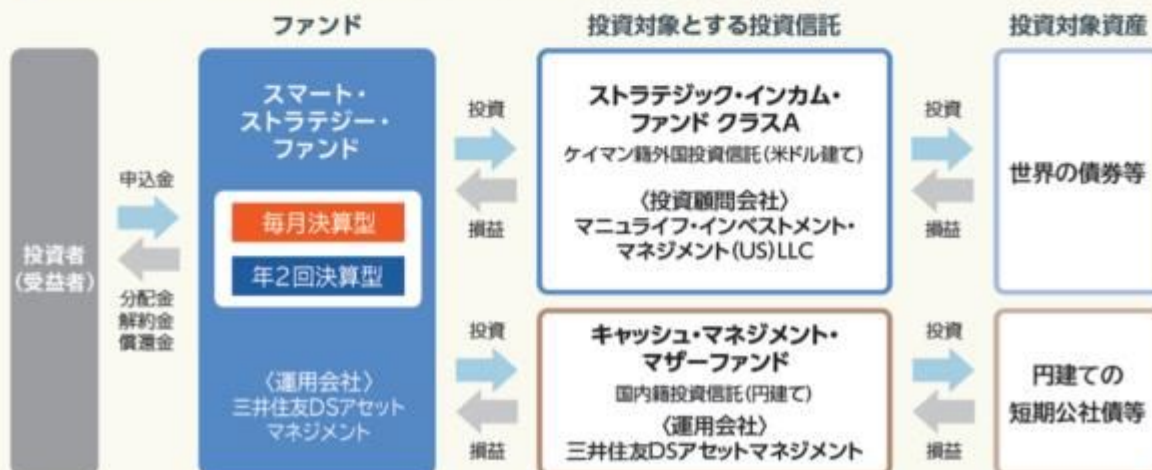 ファンド
投資対象とする投資信託
投資対象資産
投資者
(受益者)
申込金
分配金
解約金
償還金
スマート・
ストラテジー・
ファンド
毎月決算型
年2回決算型
〈運用会社〉
三井住友DSアセット
マネジメント
投資
損益
ストラテジック・インカム・
ファンド クラスA
ケイマン籍外国投資信託(米ドル建て)
〈投資顧問会社〉
マニュライフ・インベストメント・
マネジメント(US)LLC
投資
損益
世界の債券等
投資
損益
キャッシュ・マネジメント・
マザーファンド
国内籍投資信託(円建て)
〈運用会社〉
三井住友DSアセットマネジメント
投資
損益
円建ての
短期公社債等